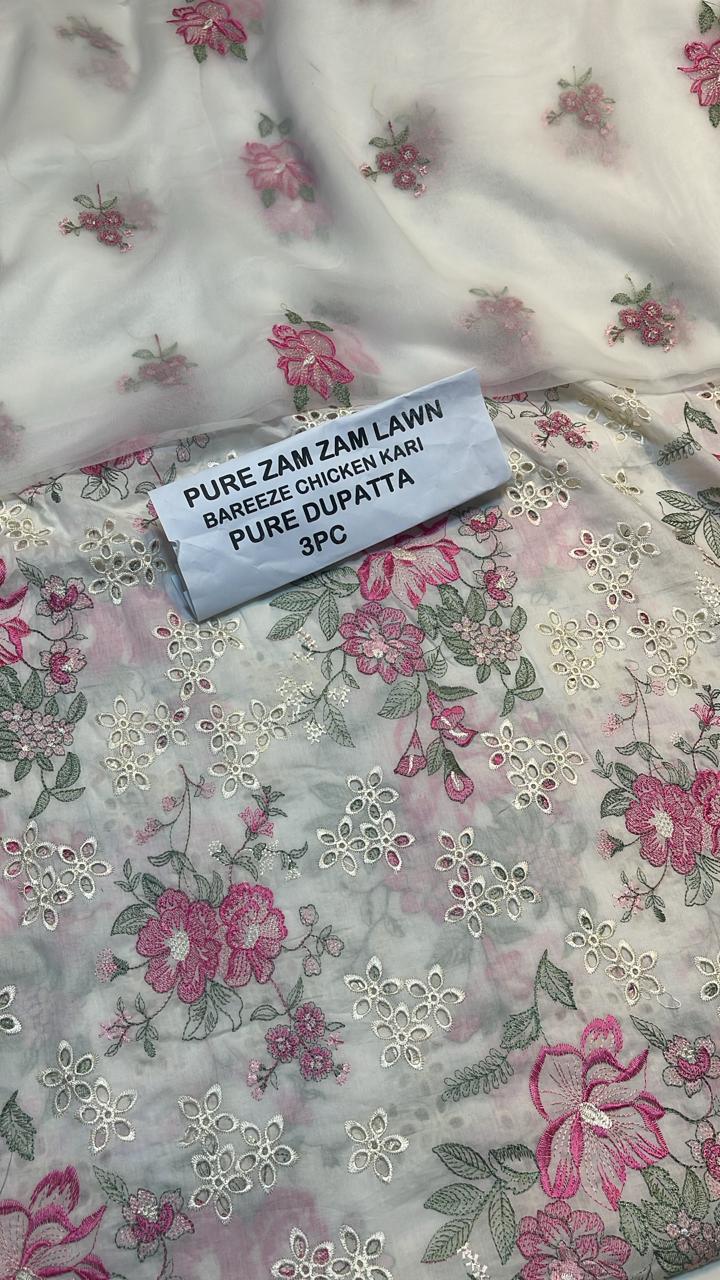 PURE ZAM ZAM LAWN
BAREEZE CHICKEN KARI
PURE DUPATTA
3PC